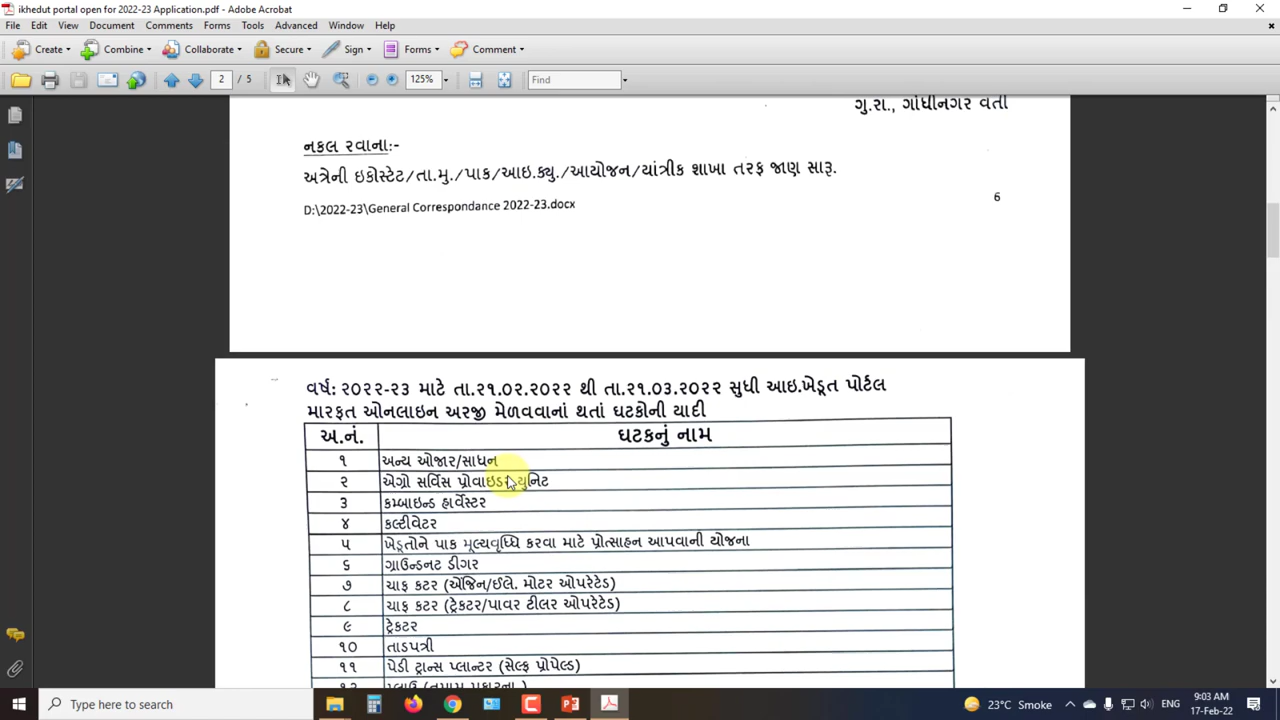 ikhedut portal open for 2022-23 Application.pdf - Adobe Acrobat
File Edit View Document Comments Forms Tools Advanced Window Help
Create Combine Collaborate Secure Sign Forms Comment
2 / 5 125% Find
ગુ.રા., ગાંધીનગર વતી
નકલ રવાના:-
અત્રેની ઇકોસ્ટેટ/તા.મુ./પાક/આઇ.ક્યુ./આયોજન/યાંત્રીક શાખા તરફ જાણ સારૂ.
D:\2022-23\General Correspondance 2022-23.docx
6
વર્ષ: ૨૦૨૨-૨૩ માટે તા.૨૧.૦૨.૨૦૨૨ થી તા.૨૧.૦૩.૨૦૨૨ સુધી આઇ.ખેડૂત પોર્ટલ
મારફત ઓનલાઇન અરજી મેળવવાનાં થતાં ઘટકોની યાદી
અ.નં. ઘટકનું નામ
૧ અન્ય ઓજાર/સાધન
૨ એગ્રો સર્વિસ પ્રોવાઇડર યુનિટ
૩ કમ્બાઇન્ડ હાર્વેસ્ટર
૪ કલ્ટીવેટર
૫ ખેડૂતોને પાક મૂલ્યવૃધ્ધિ કરવા માટે પ્રોત્સાહન આપવાની યોજના
૬ ગ્રાઉન્ડનટ ડીગર
૭ ચાફ કટર (એંજિન/ઈલે. મોટર ઓપરેટેડ)
૮ ચાફ કટર (ટ્રેકટર/પાવર ટીલર ઓપરેટેડ)
૯ ટ્રેકટર
૧૦ તાડપત્રી
૧૧ પેડી ટ્રાન્સ પ્લાન્ટર (સેલ્ફ પ્રોપેલ્ડ)
૧૨ પ્લાઉ (તમામ પ્રકારના )
Type here to search
23°C Smoke
ENG
9:03 AM
17-Feb-22